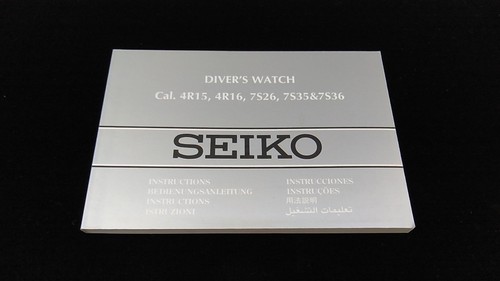 DIVER'S WATCH
Cal. 4R15, 4R16, 7S26, 7S35&7S36
SEIKO
INSTRUCTIONS
BEDIENUNGSANLEITUNG
INSTRUCTIONS
ISTRUZIONI
INSTRUCCIONES
INSTRUÇÕES
用法說明
تعليمات التشغيل